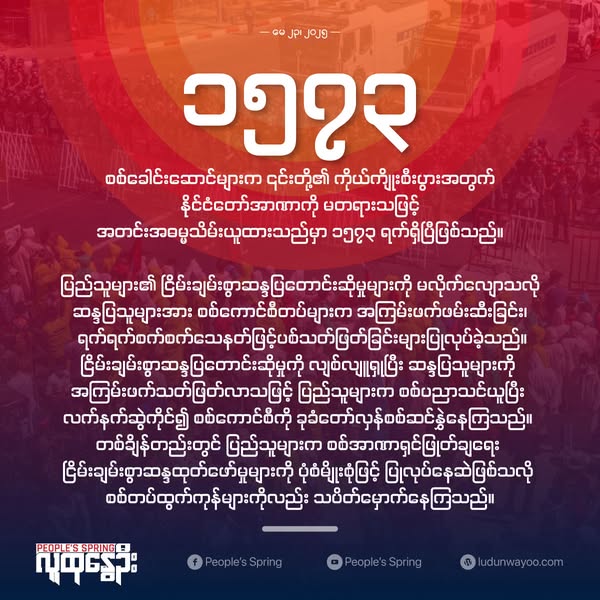 — မေ ၂၃၊ ၂၀၂၅ —
၁၅၇၃
စစ်ခေါင်းဆောင်များက ၎င်းတို့၏ ကိုယ်ကျိုးစီးပွားအတွက်
နိုင်ငံတော်အာဏာကို မတရားသဖြင့်
အတင်းအဓမ္မသိမ်းယူထားသည်မှာ ၁၅၇၃ ရက်ရှိပြီဖြစ်သည်။
ပြည်သူများ၏ ငြိမ်းချမ်းစွာဆန္ဒပြတောင်းဆိုမှုများကို မလိုက်လျောသလို
ဆန္ဒပြသူများအား စစ်ကောင်စီတပ်များက အကြမ်းဖက်ဖမ်းဆီးခြင်း၊
ရက်ရက်စက်စက်သေနတ်ဖြင့်ပစ်သတ်ဖြတ်ခြင်းများပြုလုပ်ခဲ့သည်။
ငြိမ်းချမ်းစွာဆန္ဒပြတောင်းဆိုမှုကို လျစ်လျူရှုပြီး ဆန္ဒပြသူများကို
အကြမ်းဖက်သတ်ဖြတ်လာသဖြင့် ပြည်သူများက စစ်ပညာသင်ယူပြီး
လက်နက်ဆွဲကိုင်၍ စစ်ကောင်စီကို ခုခံတော်လှန်စစ်ဆင်နွှဲနေကြသည်။
တစ်ချိန်တည်းတွင် ပြည်သူများက စစ်အာဏာရှင်ဖြုတ်ချရေး
ငြိမ်းချမ်းစွာဆန္ဒထုတ်ဖော်မှုများကို ပုံစံမျိုးစုံဖြင့် ပြုလုပ်နေဆဲဖြစ်သလို
စစ်တပ်ထွက်ကုန်များကိုလည်း သပိတ်မှောက်နေကြသည်။
PEOPLE'S SPRING
လူထုနွေဦး
People's Spring
People's Spring
ludunwayoo.com